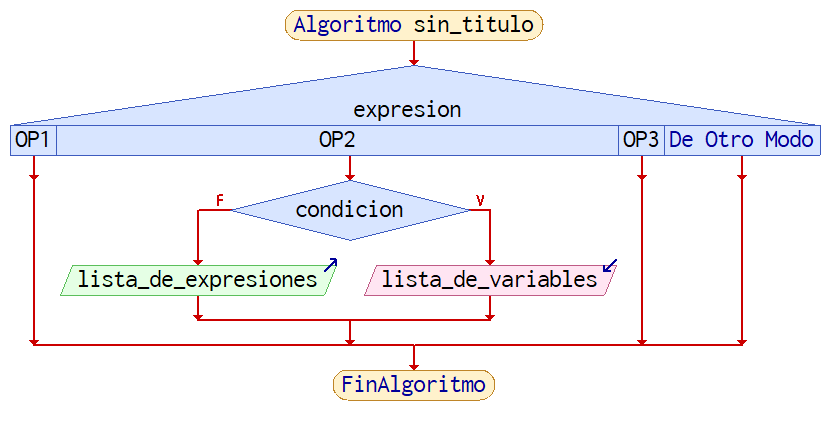 Algoritmo sin_titulo
expresion
OP1 OP2 OP3 De Otro Modo
F V
condicion
lista_de_expresiones lista_de_variables
FinAlgoritmo